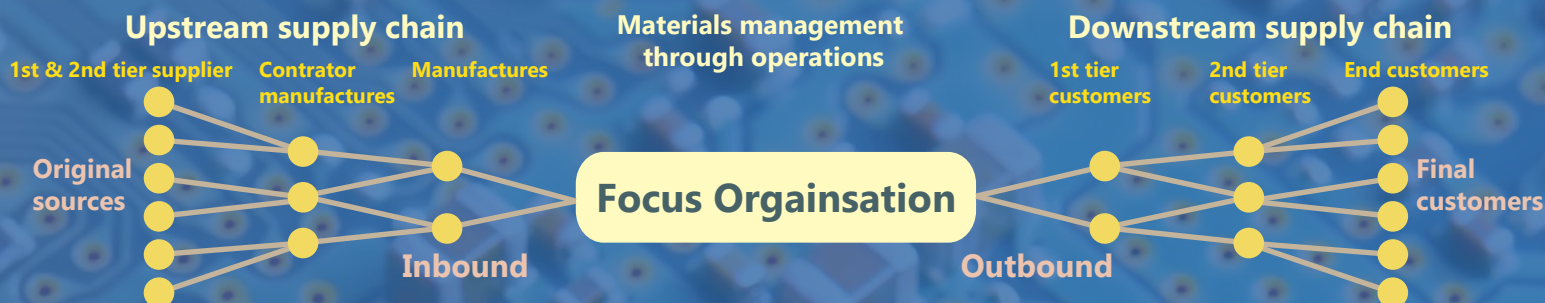 Upstream supply chain
Materials management
through operations
Downstream supply chain
1st & 2nd tier supplier
Contrator
manufactures
Manufactures
1st tier
customers
2nd tier
customers
End customers
Original
sources
Focus Orgainsation
Final
customers
Inbound
Outbound